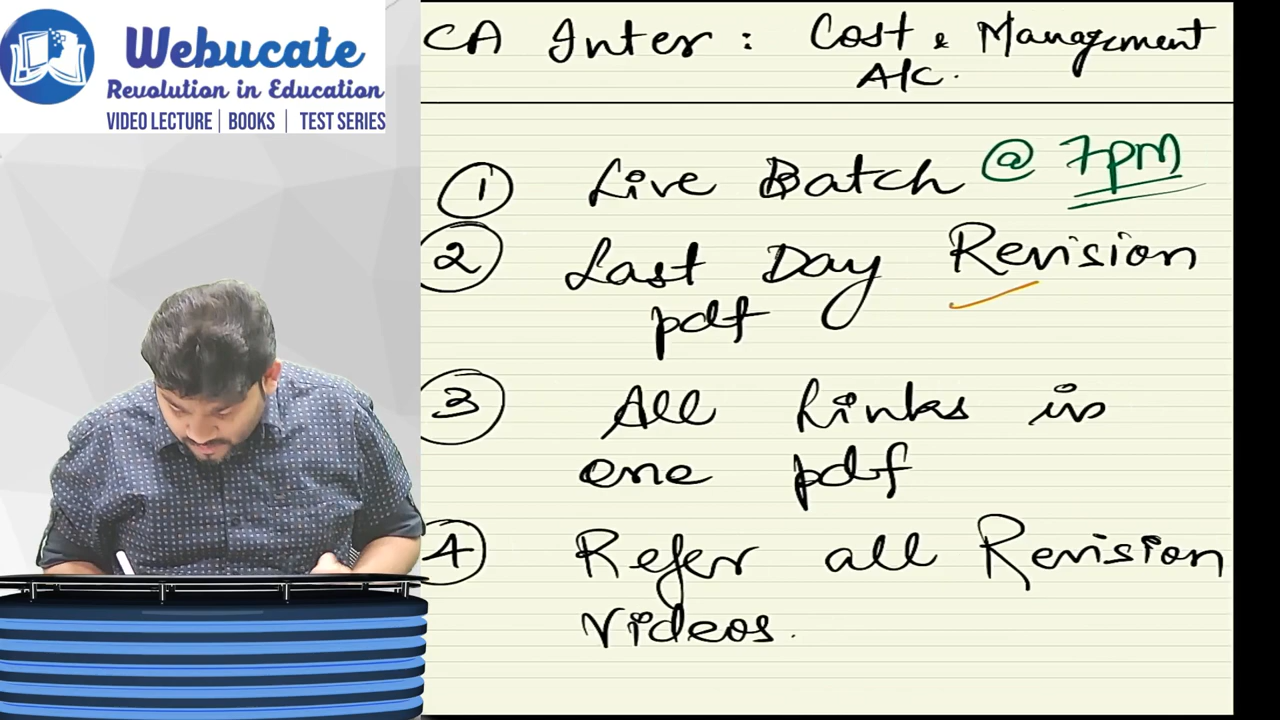 Webucate
Revolution in Education
VIDEO LECTURE | BOOKS | TEST SERIES
CA Inter : Cost & Management
A/C.
① Live Batch @ 7pm
② Last Day Revision
pdf
③ All Links in
one pdf
④ Refer all Revision
Videos.